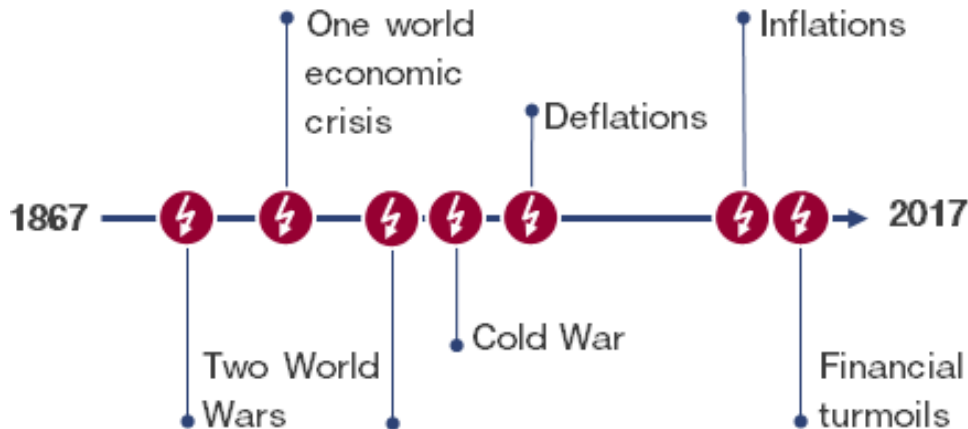 One world
economic
crisis
Inflations
Deflations
1867
2017
Cold War
Two World
Wars
Financial
turmoils